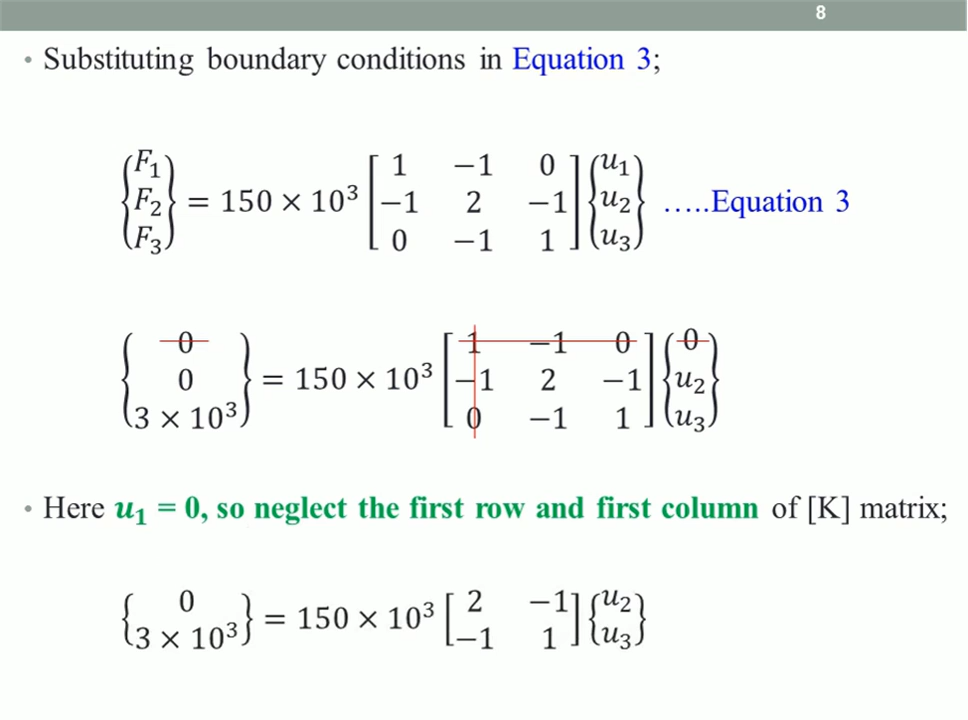 8
• Substituting boundary conditions in Equation 3;
{F₁ F₂ F₃} = 150 × 10³ [1 −1 0; −1 2 −1; 0 −1 1] {u₁ u₂ u₃} …..Equation 3
{0 0 3 × 10³} = 150 × 10³ [1 −1 0; −1 2 −1; 0 −1 1] {0 u₂ u₃}
• Here u₁ = 0, so neglect the first row and first column of [K] matrix;
{0 3 × 10³} = 150 × 10³ [2 −1; −1 1] {u₂ u₃}